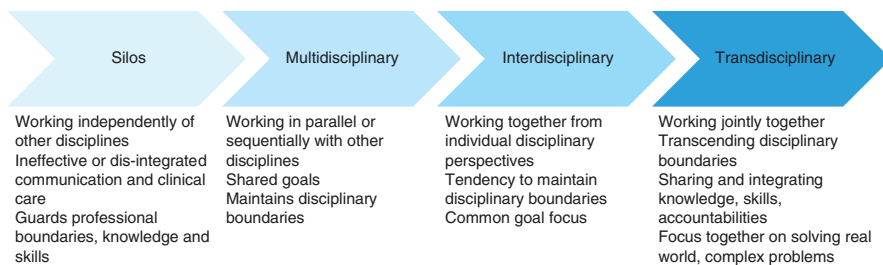 Silos
Multidisciplinary
Interdisciplinary
Transdisciplinary
Working independently of
other disciplines
Ineffective or dis-integrated
communication and clinical
care
Guards professional
boundaries, knowledge and
skills
Working in parallel or
sequentially with other
disciplines
Shared goals
Maintains disciplinary
boundaries
Working together from
individual disciplinary
perspectives
Tendency to maintain
disciplinary boundaries
Common goal focus
Working jointly together
Transcending disciplinary
boundaries
Sharing and integrating
knowledge, skills,
accountabilities
Focus together on solving real
world, complex problems